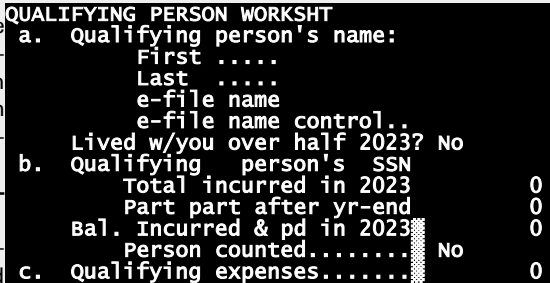 QUALIFYING PERSON WORKSHT
a.  Qualifying person's name:
First .....
Last  .....
e-file name
e-file name control..
Lived w/you over half 2023? No
b.  Qualifying   person's  SSN
Total incurred in 2023 0
Part part after yr-end 0
Bal. Incurred & pd in 2023 0
Person counted........ No
c.  Qualifying expenses....... 0